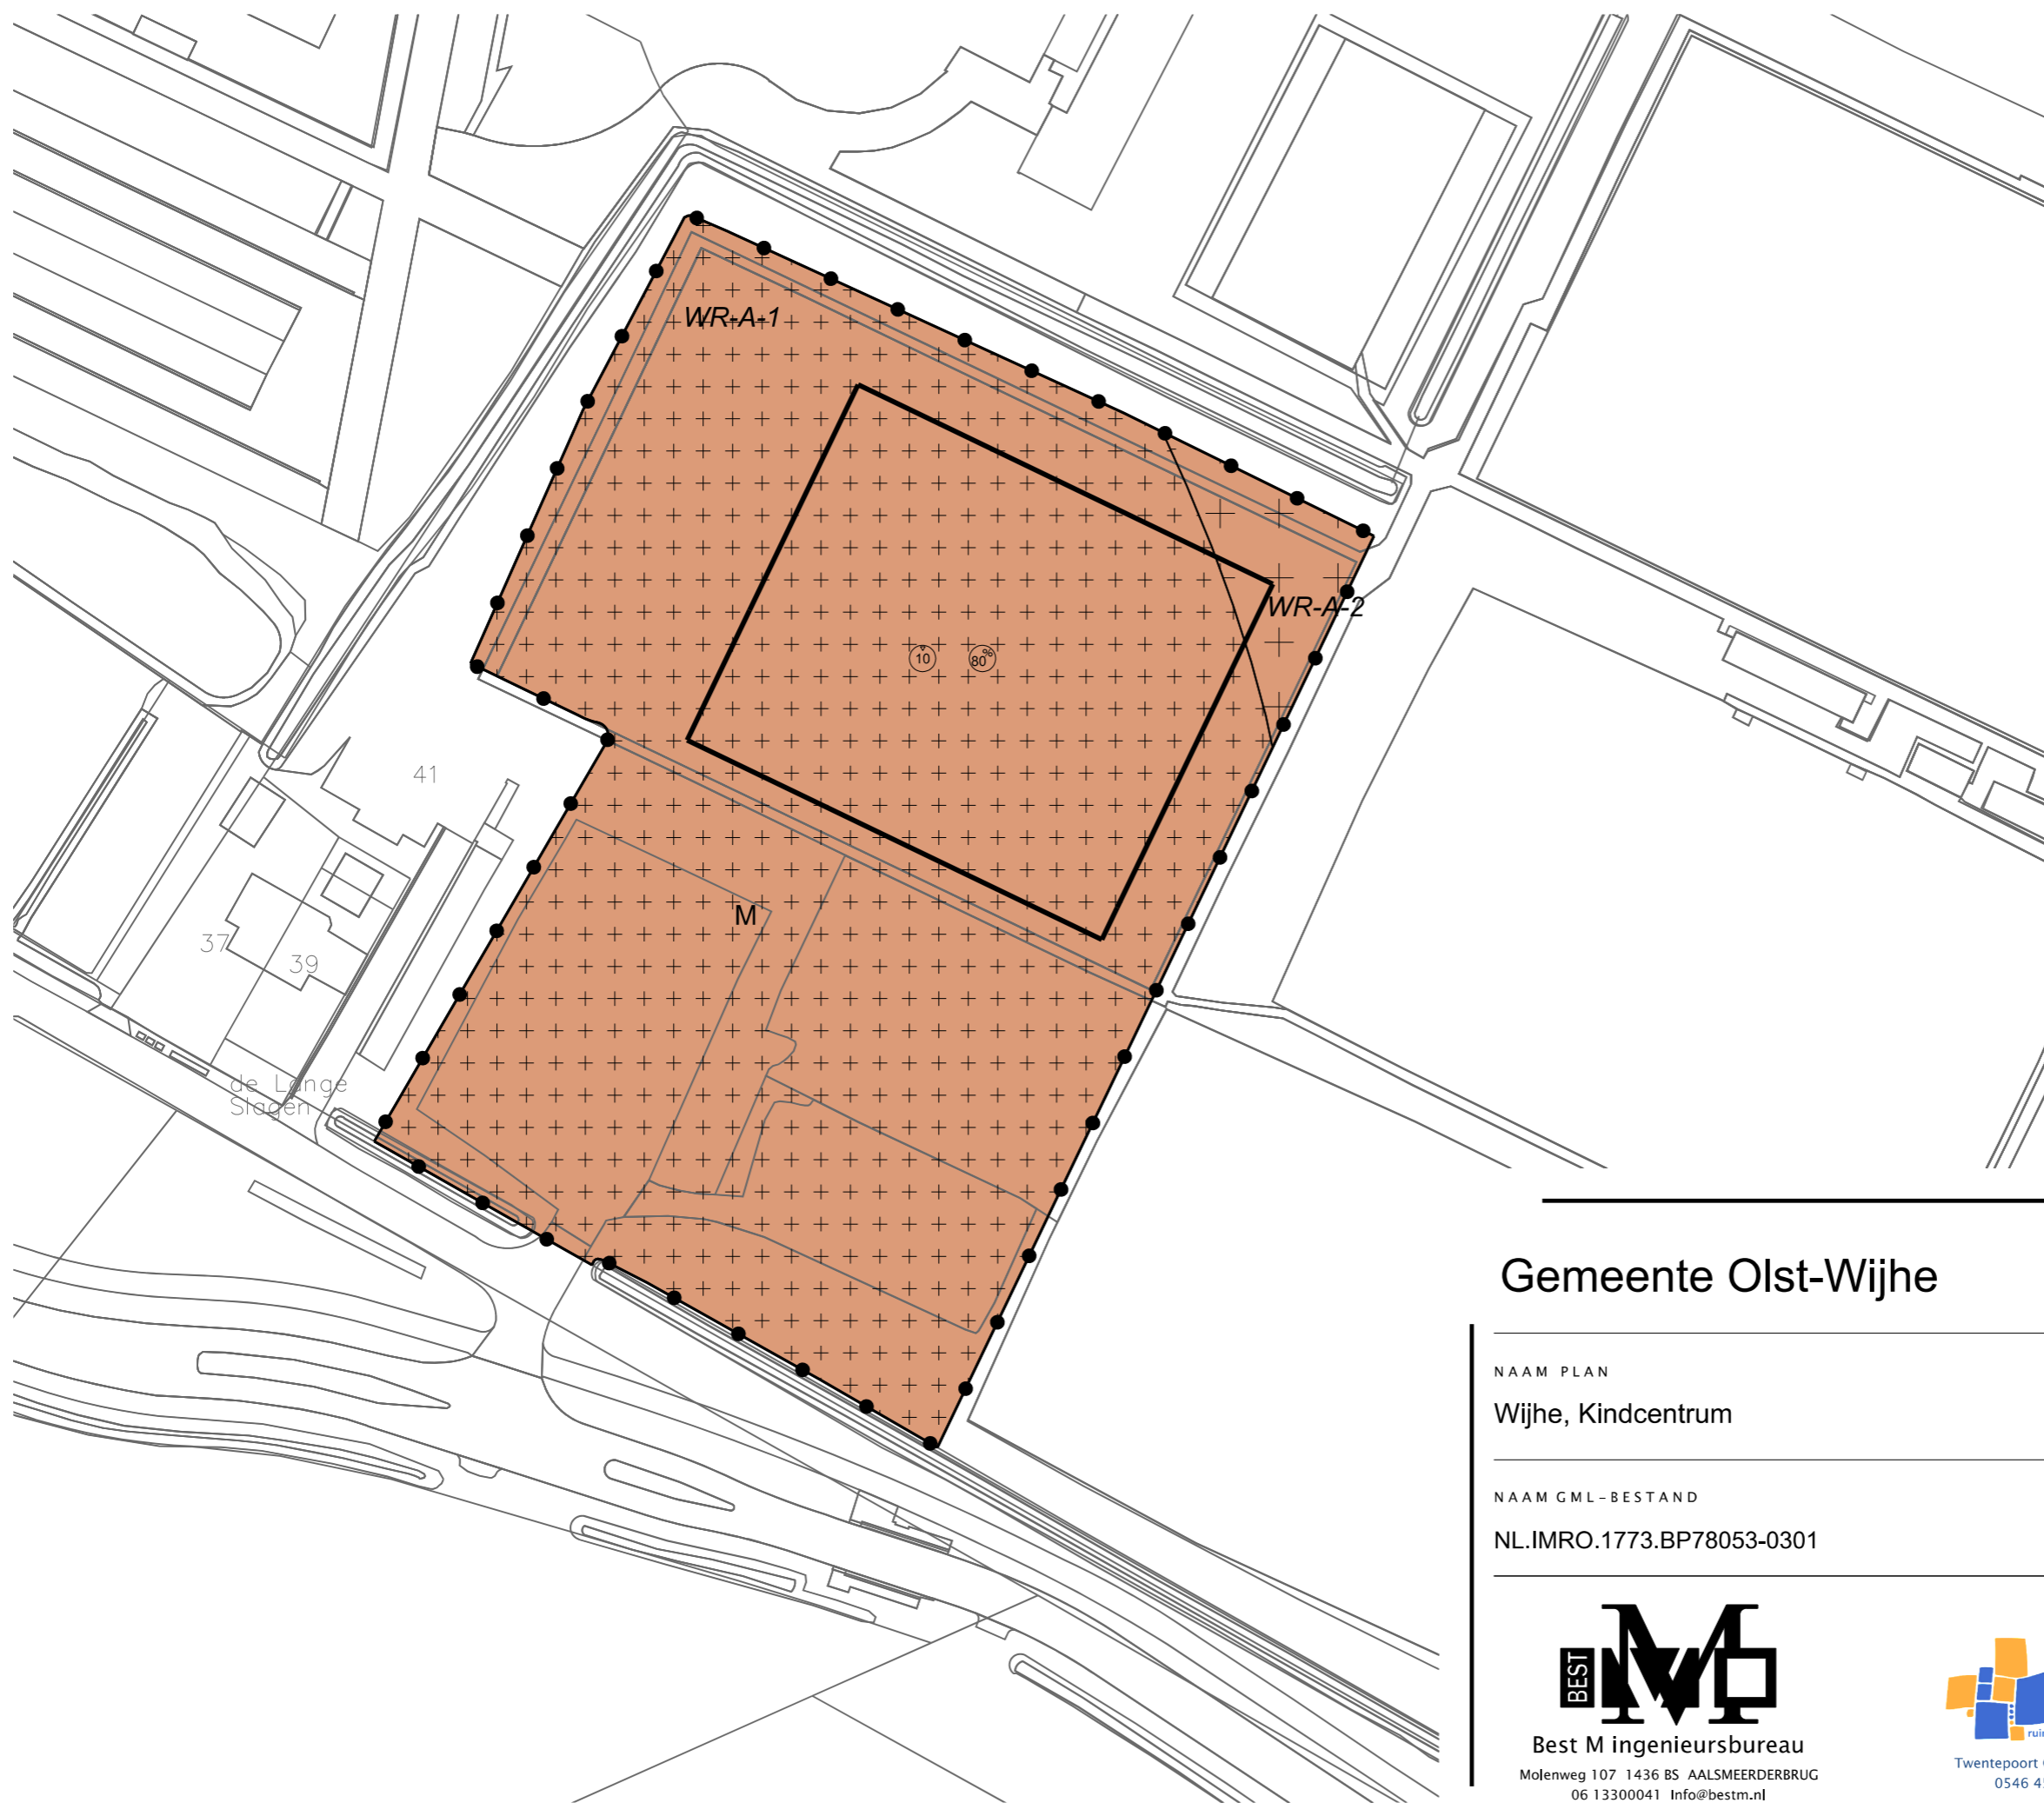 WR-A-1
WR-A-2
10
80%
41
M
37
39
de Lange
Slagen
Gemeente Olst-Wijhe
NAAM PLAN
Wijhe, Kindcentrum
NAAM GML-BESTAND
NL.IMRO.1773.BP78053-0301
BEST
M
Best M ingenieursbureau
Molenweg 107 1436 BS AALSMEERDERBRUG
06 13300041 Info@bestm.nl
Twentepoort
0546